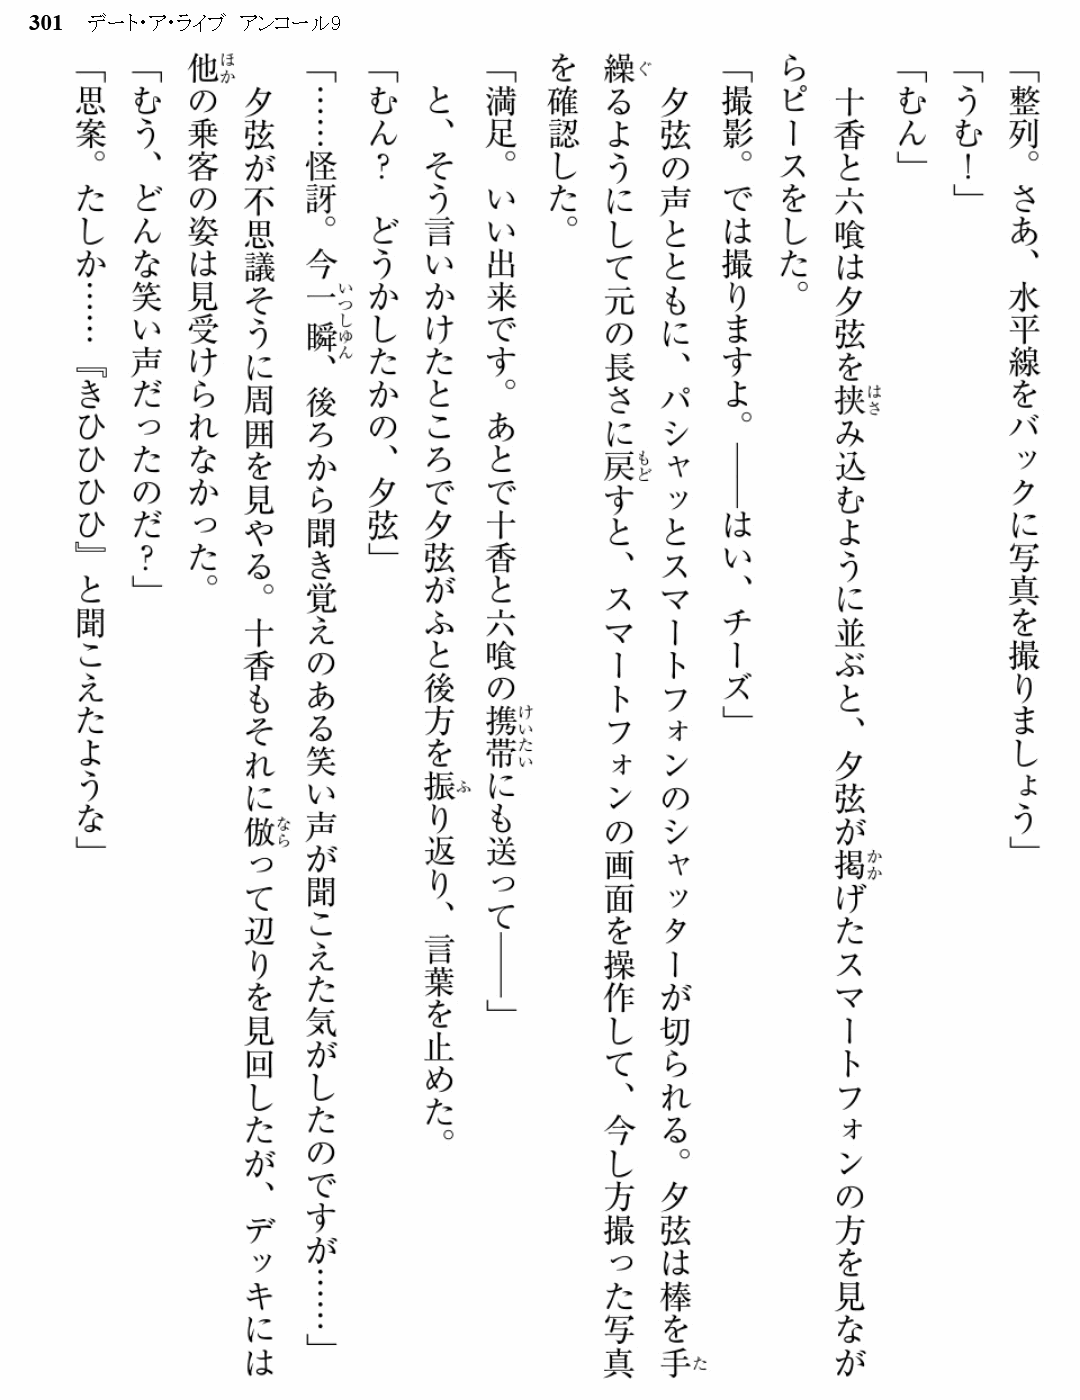 301 デート・ア・ライブ アンコール9
「整列。さあ、水平線をバックに写真を撮りましょう」
「うむ！」
「むん」
十香と六喰は夕弦を挟み込むように並ぶと、夕弦が掲げたスマートフォンの方を見なが
らピースをした。
「撮影。では撮りますよ。――はい、チーズ」
夕弦の声とともに、パシャッとスマートフォンのシャッターが切られる。夕弦は棒を手
繰るようにして元の長さに戻すと、スマートフォンの画面を操作して、今し方撮った写真
を確認した。
「満足。いい出来です。あとで十香と六喰の携帯にも送って――」
と、そう言いかけたところで夕弦がふと後方を振り返り、言葉を止めた。
「むん？　どうかしたかの、夕弦」
「……怪訝。今一瞬、後ろから聞き覚えのある笑い声が聞こえた気がしたのですが……」
夕弦が不思議そうに周囲を見やる。十香もそれに倣って辺りを見回したが、デッキには
他の乗客の姿は見受けられなかった。
「むう、どんな笑い声だったのだ？」
「思案。たしか……『きひひひひ』と聞こえたような」